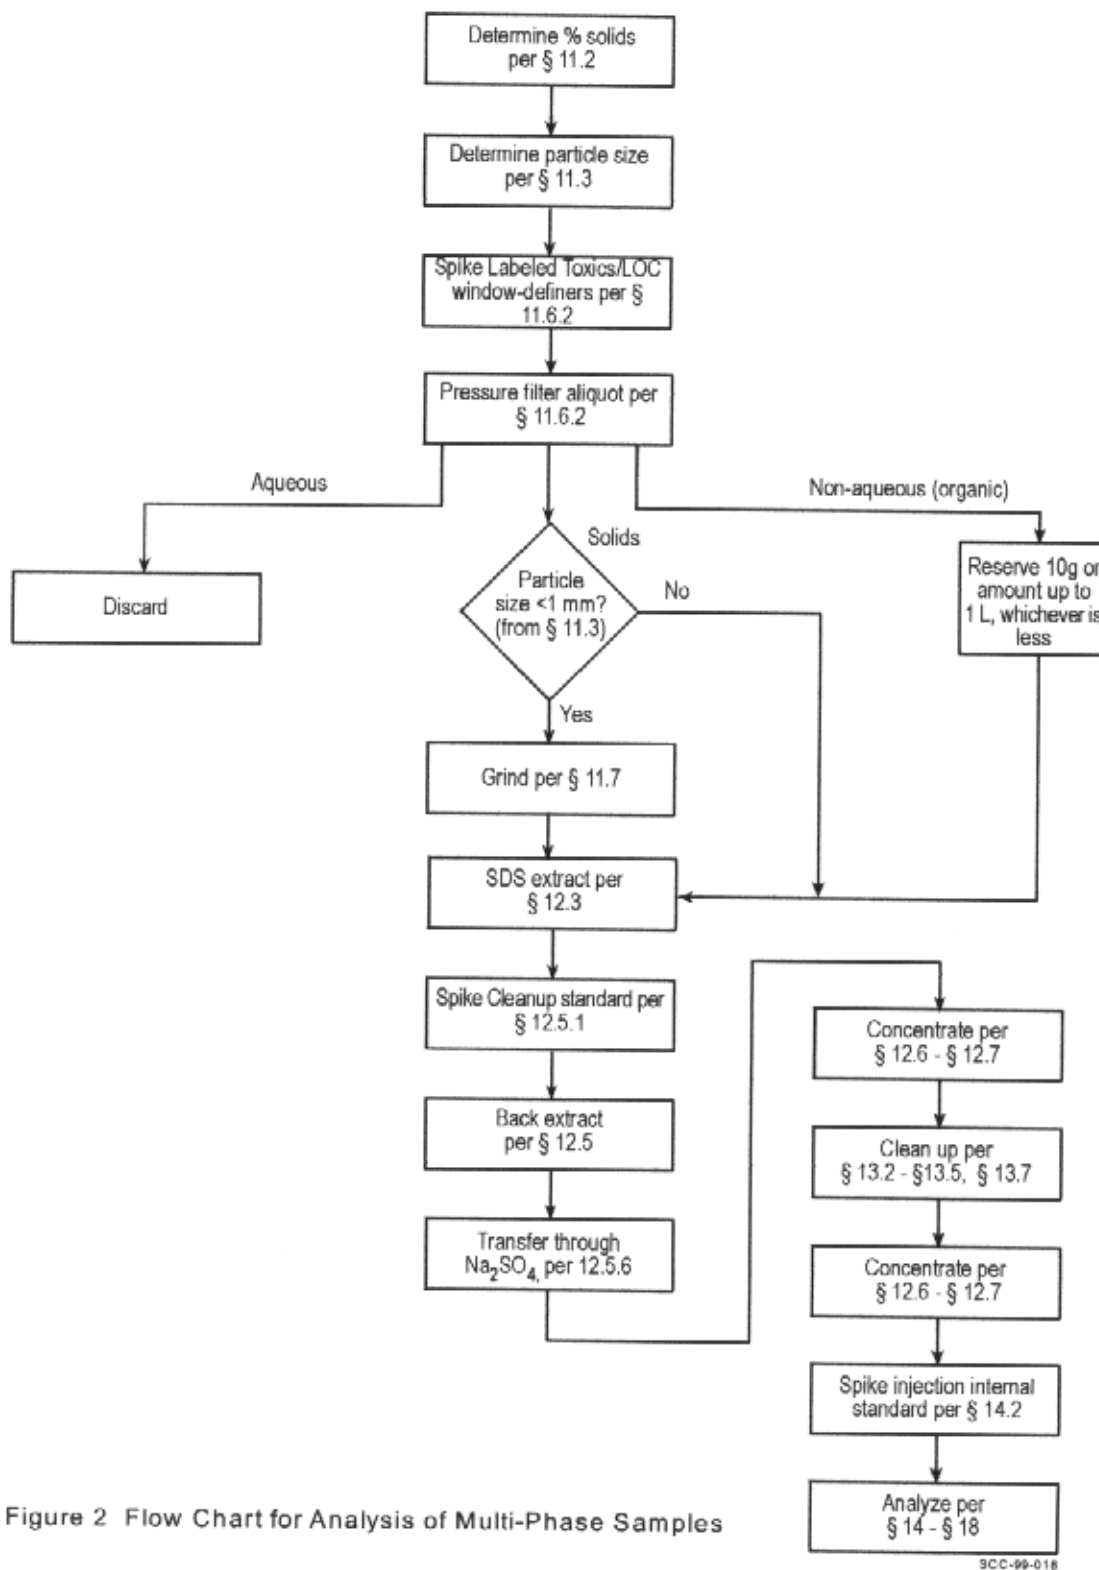 Determine % solids
per § 11.2
Determine particle size
per § 11.3
Spike Labeled Toxics/LOC
window-definers per §
11.6.2
Pressure filter aliquot per
§ 11.6.2
Aqueous
Non-aqueous (organic)
Solids
Discard
Particle
size <1 mm?
(from § 11.3)
No
Reserve 10g or
amount up to
1 L, whichever is
less
Yes
Grind per § 11.7
SDS extract per
§ 12.3
Spike Cleanup standard per
§ 12.5.1
Back extract
per § 12.5
Transfer through
Na₂SO₄, per 12.5.6
Concentrate per
§ 12.6 - § 12.7
Clean up per
§ 13.2 - §13.5, § 13.7
Concentrate per
§ 12.6 - § 12.7
Spike injection internal
standard per § 14.2
Analyze per
§ 14 - § 18
Figure 2 Flow Chart for Analysis of Multi-Phase Samples
SCC-99-018